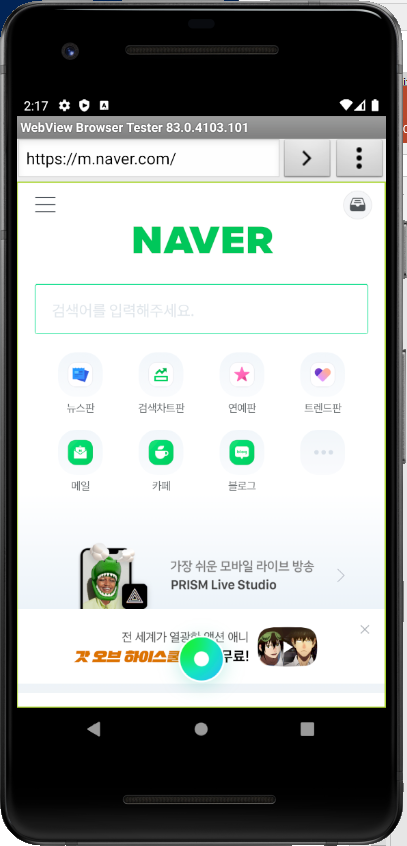 2:17
WebView Browser Tester 83.0.4103.101
https://m.naver.com/
NAVER
검색어를 입력해주세요.
뉴스판 검색차트판 연예판 트렌드판
메일 카페 블로그
가장 쉬운 모바일 라이브 방송
PRISM Live Studio
전 세계가 열광한 액션 애니
갓 오브 하이스쿨 무료!